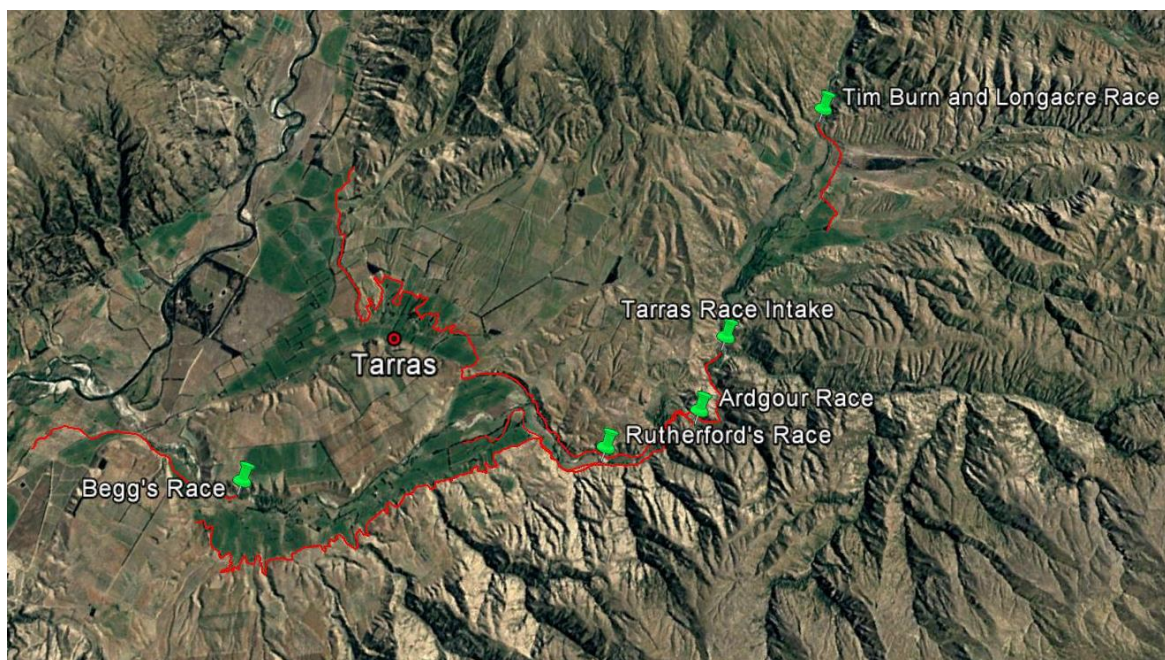 Tim Burn and Longacre Race
Tarras Race Intake
Tarras
Ardgour Race
Rutherford's Race
Begg's Race